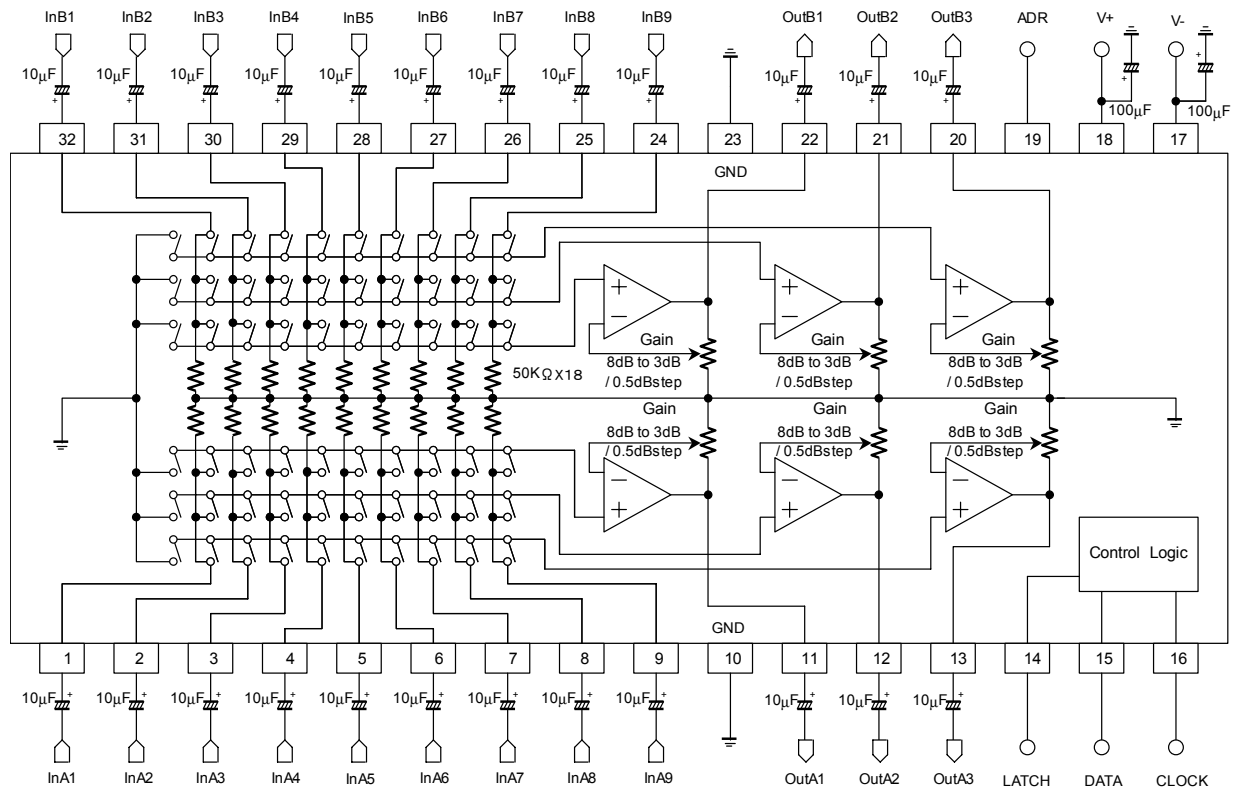 InB1 InB2 InB3 InB4 InB5 InB6 InB7 InB8 InB9 OutB1 OutB2 OutB3 ADR V+ V-
10μF 10μF 10μF 10μF 10μF 10μF 10μF 10μF 10μF 10μF 10μF 10μF
+ + + + + + + + + + + + + +
100μF 100μF
32 31 30 29 28 27 26 25 24 23 22 21 20 19 18 17
GND
+ + +
− − −
Gain Gain Gain
8dB to 3dB 8dB to 3dB 8dB to 3dB
/ 0.5dBstep / 0.5dBstep / 0.5dBstep
50KΩX18
Gain Gain Gain
8dB to 3dB 8dB to 3dB 8dB to 3dB
/ 0.5dBstep / 0.5dBstep / 0.5dBstep
− − −
+ + +
Control Logic
GND
1 2 3 4 5 6 7 8 9 10 11 12 13 14 15 16
+ + + + + + + + + + + +
10μF 10μF 10μF 10μF 10μF 10μF 10μF 10μF 10μF 10μF 10μF 10μF
InA1 InA2 InA3 InA4 InA5 InA6 InA7 InA8 InA9 OutA1 OutA2 OutA3 LATCH DATA CLOCK